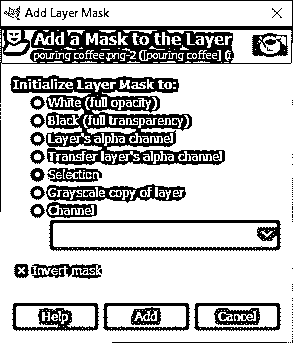 Add Layer Mask
Add a Mask to the Layer
pouring coffee.png-2 ([pouring coffee] (i
Initialize Layer Mask to:
White (full opacity)
Black (full transparency)
Layer's alpha channel
Transfer layer's alpha channel
Selection
Grayscale copy of layer
Channel
Invert mask
Help
Add
Cancel